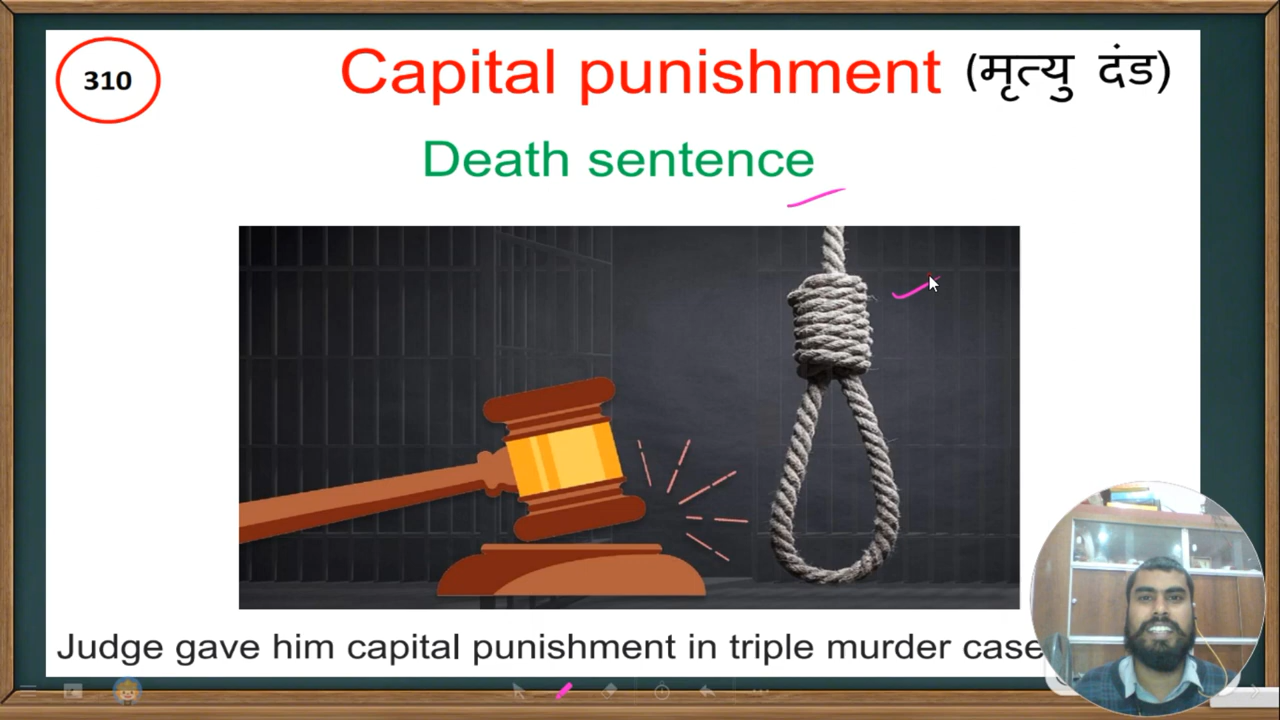 310
Capital punishment (मृत्यु दंड)
Death sentence
Judge gave him capital punishment in triple murder case